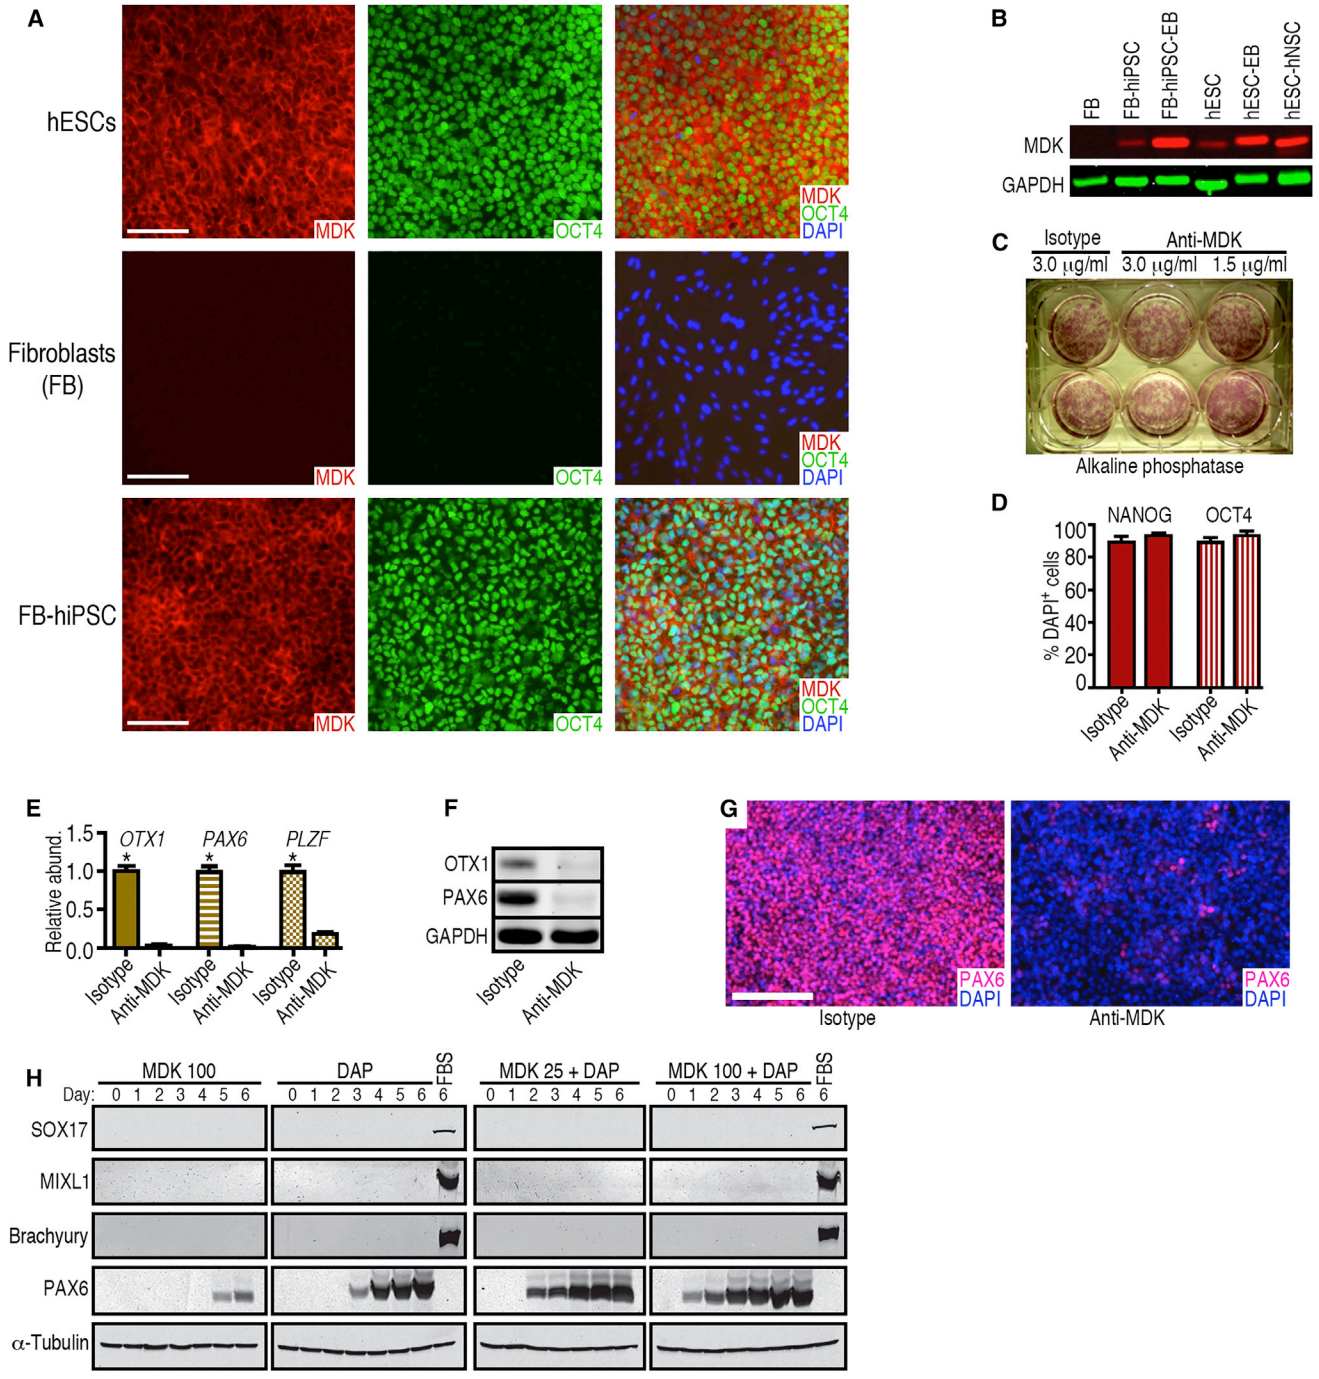 A
hESCs
MDK
OCT4
MDK
OCT4
DAPI
Fibroblasts
(FB)
MDK
OCT4
MDK
OCT4
DAPI
FB-hiPSC
MDK
OCT4
MDK
OCT4
DAPI
B
FB
FB-hiPSC
FB-hiPSC-EB
hESC
hESC-EB
hESC-hNSC
MDK
GAPDH
C
Isotype Anti-MDK
3.0 µg/ml 3.0 µg/ml 1.5 µg/ml
Alkaline phosphatase
D
NANOG OCT4
% DAPI+ cells
100
80
60
40
20
0
Isotype Anti-MDK Isotype Anti-MDK
E
Relative abund.
1.5
1.0
0.5
0.0
OTX1 PAX6 PLZF
* * *
Isotype Anti-MDK Isotype Anti-MDK Isotype Anti-MDK
F
OTX1
PAX6
GAPDH
Isotype Anti-MDK
G
PAX6
DAPI
Isotype
PAX6
DAPI
Anti-MDK
H
MDK 100 DAP FBS MDK 25 + DAP MDK 100 + DAP FBS
Day: 0 1 2 3 4 5 6 0 1 2 3 4 5 6 6 0 1 2 3 4 5 6 0 1 2 3 4 5 6 6
SOX17
MIXL1
Brachyury
PAX6
α-Tubulin